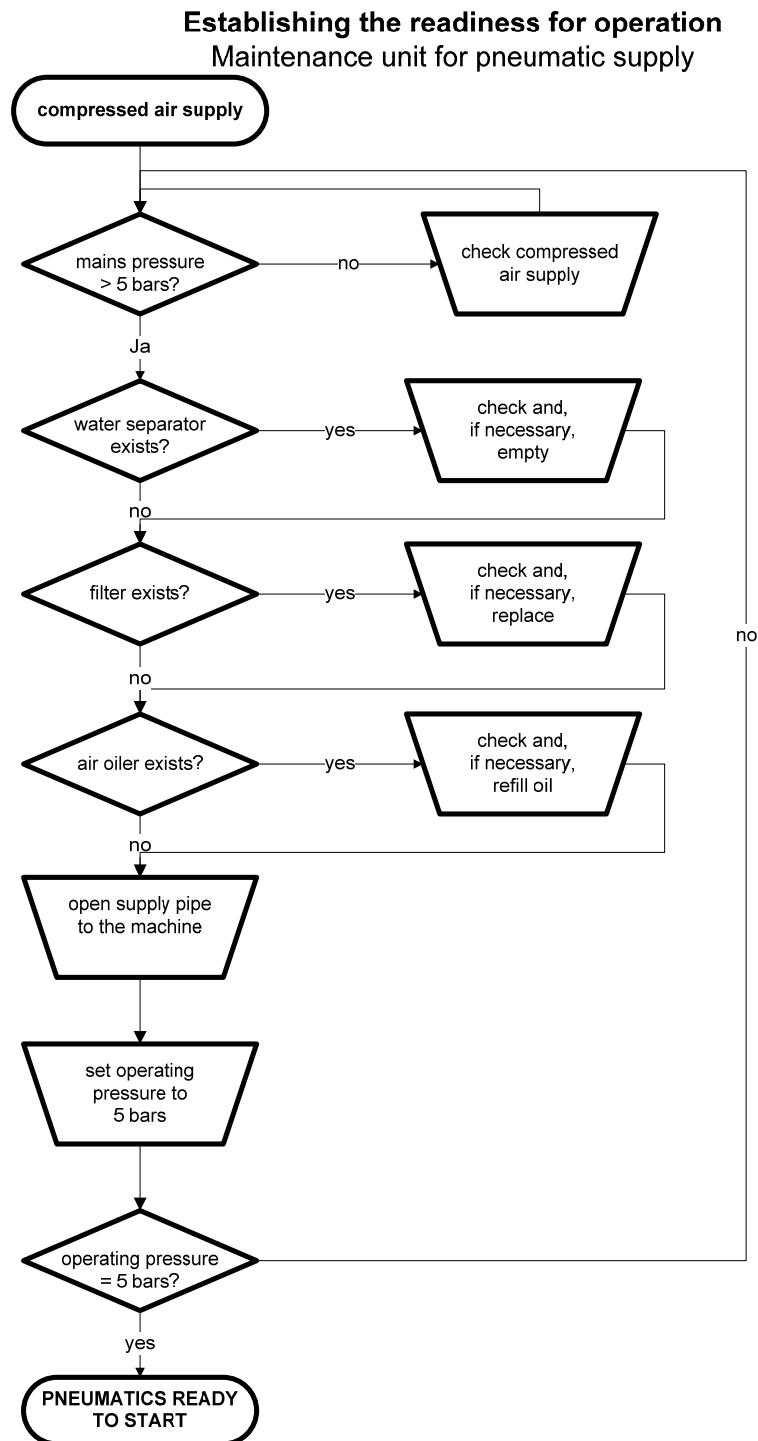 Establishing the readiness for operation
Maintenance unit for pneumatic supply
compressed air supply
mains pressure
> 5 bars?
no
check compressed
air supply
Ja
water separator
exists?
yes
check and,
if necessary,
empty
no
filter exists?
yes
check and,
if necessary,
replace
no
no
air oiler exists?
yes
check and,
if necessary,
refill oil
no
open supply pipe
to the machine
set operating
pressure to
5 bars
operating pressure
= 5 bars?
yes
PNEUMATICS READY
TO START